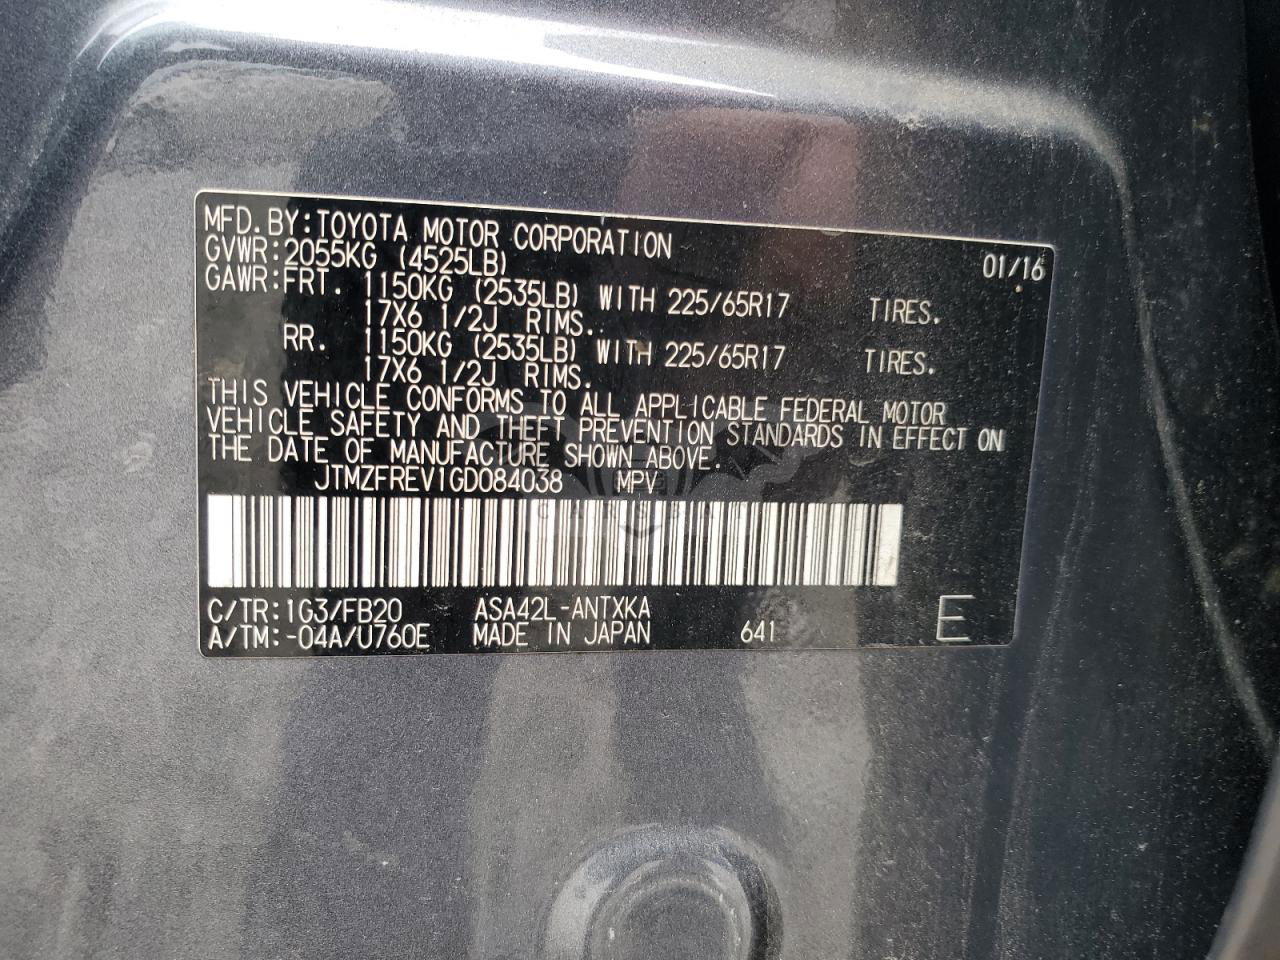 MFD.BY:TOYOTA MOTOR CORPORATION 01/16
GVWR:2055KG (4525LB)
GAWR:FRT. 1150KG (2535LB) WITH 225/65R17 TIRES.
17X6 1/2J RIMS.
RR. 1150KG (2535LB) WITH 225/65R17 TIRES.
17X6 1/2J RIMS.
THIS VEHICLE CONFORMS TO ALL APPLICABLE FEDERAL MOTOR
VEHICLE SAFETY AND THEFT PREVENTION STANDARDS IN EFFECT ON
THE DATE OF MANUFACTURE SHOWN ABOVE.
JTMZFREV1GD084038 MPV
C/TR:1G3/FB20 ASA42L-ANTXKA E
A/TM:-04A/U760E MADE IN JAPAN 641